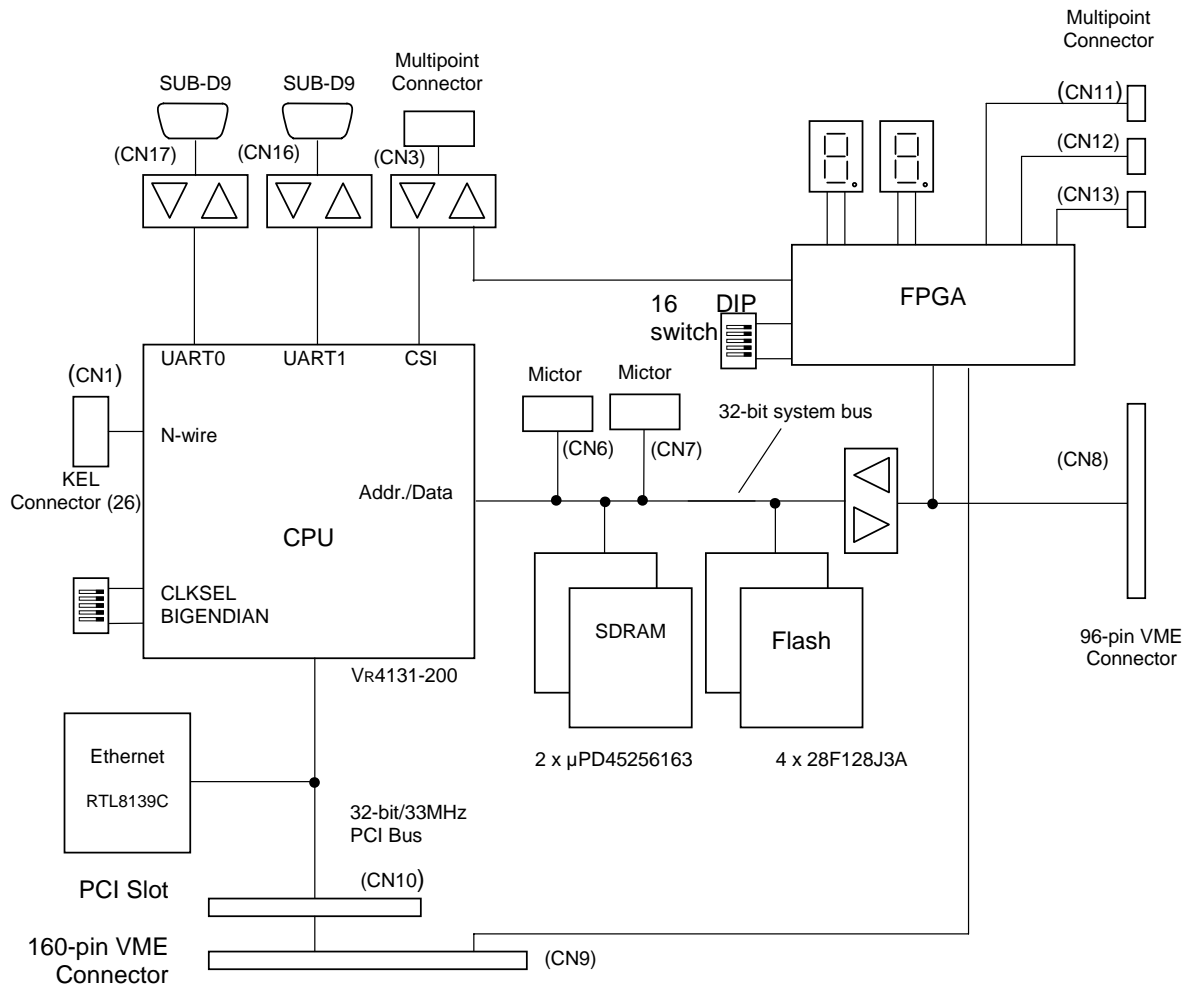 Multipoint
Connector
SUB-D9
SUB-D9
Multipoint
Connector
(CN11)
(CN17)
(CN16)
(CN3)
(CN12)
(CN13)
FPGA
16 DIP
switch
UART0
UART1
CSI
(CN1)
Mictor
Mictor
32-bit system bus
N-wire
(CN6)
(CN7)
(CN8)
KEL
Connector (26)
Addr./Data
CPU
CLKSEL
BIGENDIAN
SDRAM
Flash
96-pin VME
Connector
VR4131-200
Ethernet
RTL8139C
2 x µPD45256163
4 x 28F128J3A
32-bit/33MHz
PCI Bus
PCI Slot
(CN10)
160-pin VME
Connector
(CN9)